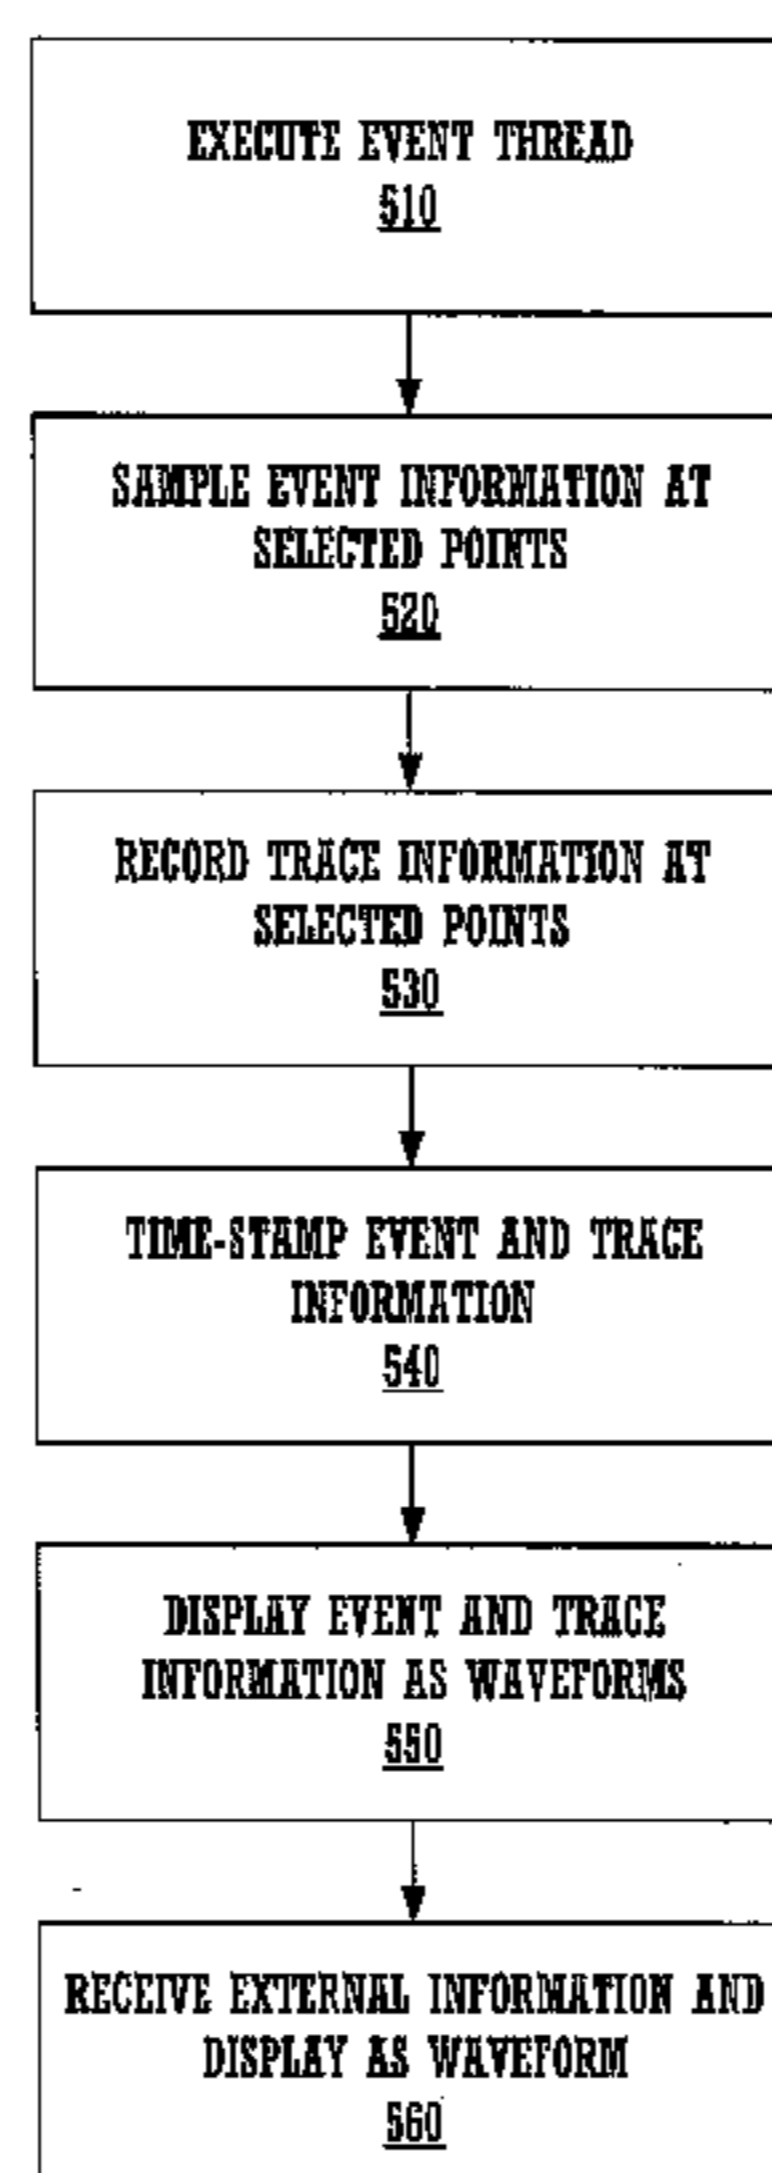 EXECUTE EVENT THREAD
510
SAMPLE EVENT INFORMATION AT
SELECTED POINTS
520
RECORD TRACE INFORMATION AT
SELECTED POINTS
530
TIME-STAMP EVENT AND TRACE
INFORMATION
540
DISPLAY EVENT AND TRACE
INFORMATION AS WAVEFORMS
550
RECEIVE EXTERNAL INFORMATION AND
DISPLAY AS WAVEFORM
560